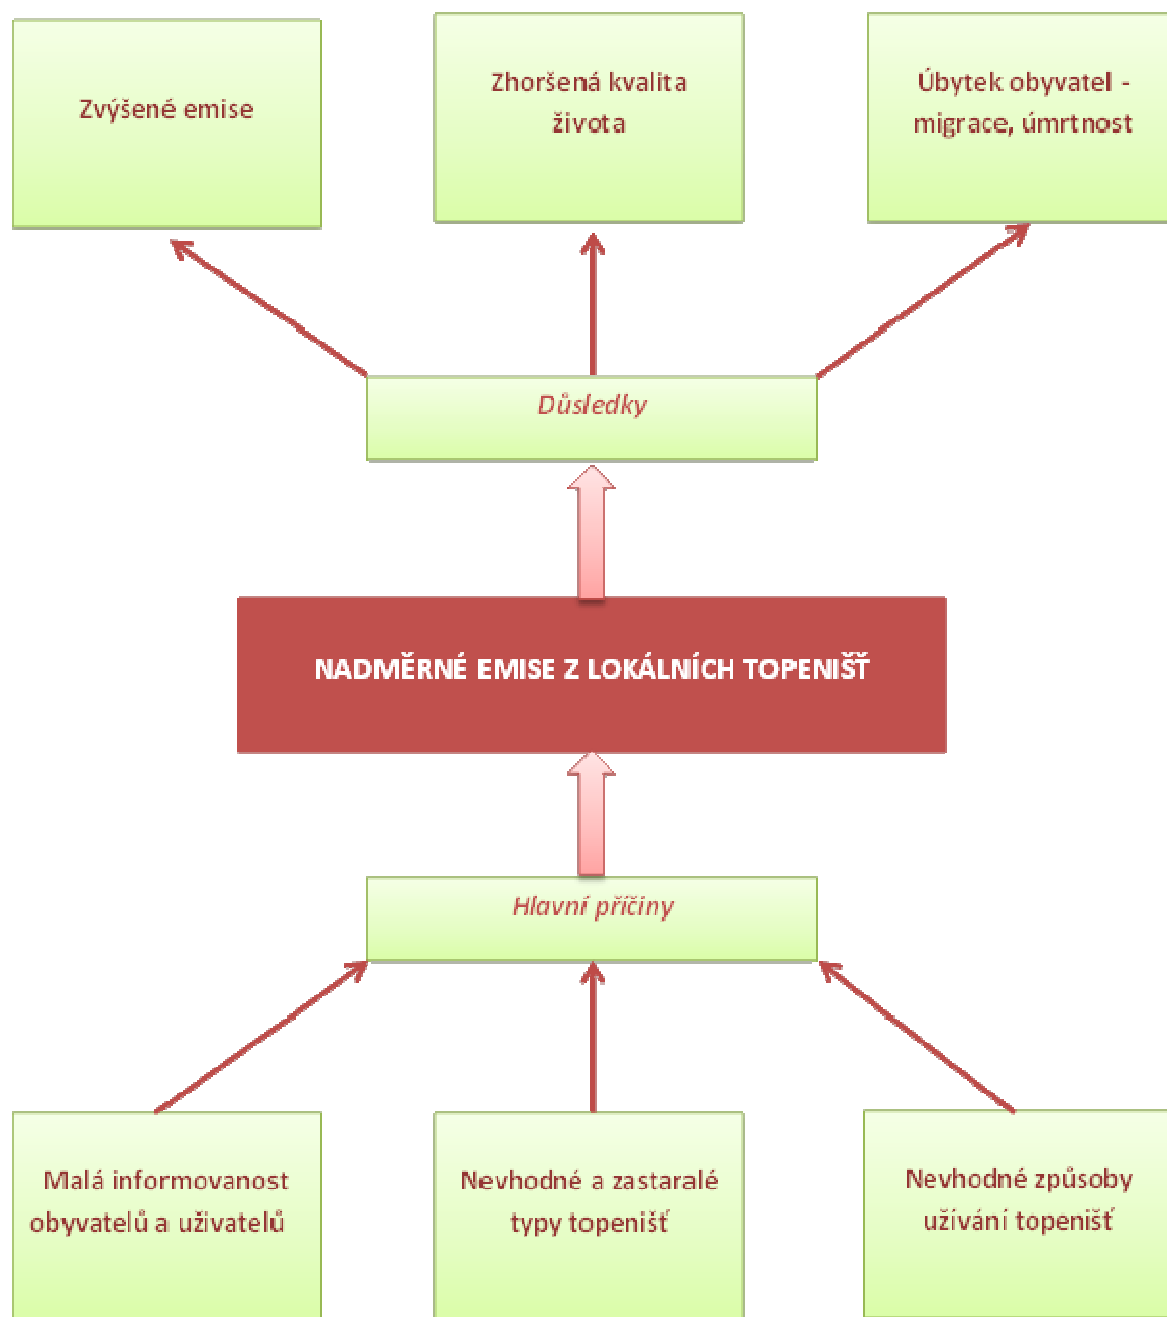 Zvýšené emise
Zhoršená kvalita
života
Úbytek obyvatel -
migrace, úmrtnost
Důsledky
NADMĚRNÉ EMISE Z LOKÁLNÍCH TOPENIŠŤ
Hlavní příčiny
Malá informovanost
obyvatelů a uživatelů
Nevhodné a zastaralé
typy topenišť
Nevhodné způsoby
užívání topenišť